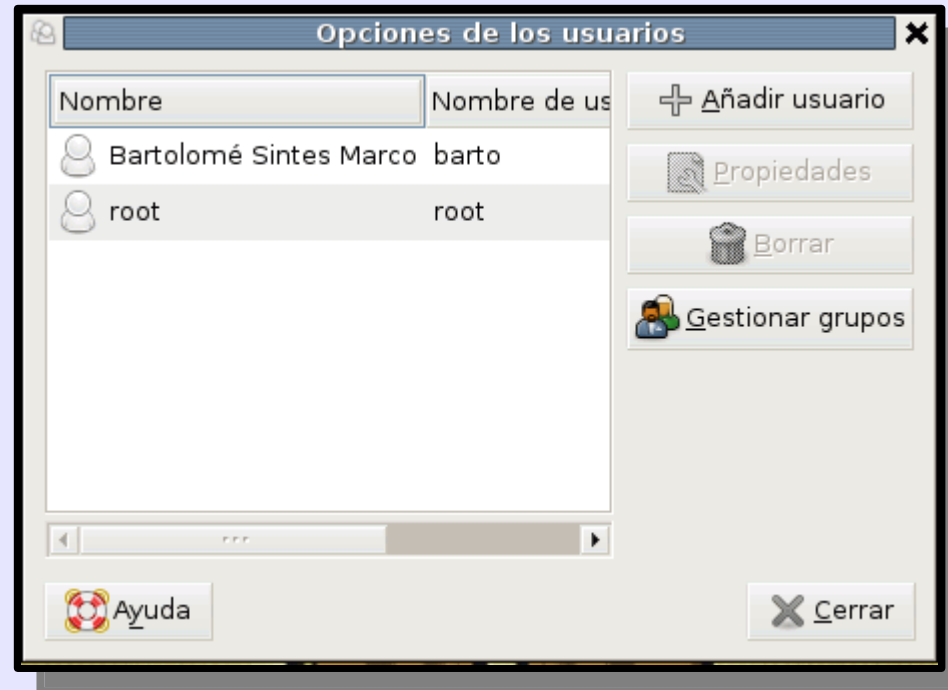 Opciones de los usuarios
Nombre
Nombre de us
Bartolomé Sintes Marco
barto
root
root
Añadir usuario
Propiedades
Borrar
Gestionar grupos
Ayuda
Cerrar